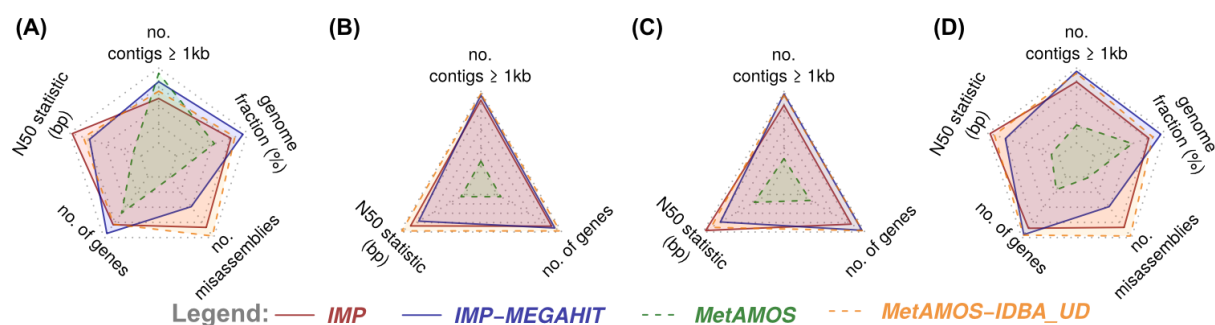 (A)
no.
contigs ≥ 1kb
N50 statistic
(bp)
genome
fraction (%)
no. of genes
no.
misassemblies
(B)
no.
contigs ≥ 1kb
N50 statistic
(bp)
no. of genes
(C)
no.
contigs ≥ 1kb
N50 statistic
(bp)
no. of genes
(D)
no.
contigs ≥ 1kb
N50 statistic
(bp)
genome
fraction (%)
no. of genes
no.
misassemblies
Legend: IMP IMP−MEGAHIT MetAMOS MetAMOS−IDBA_UD